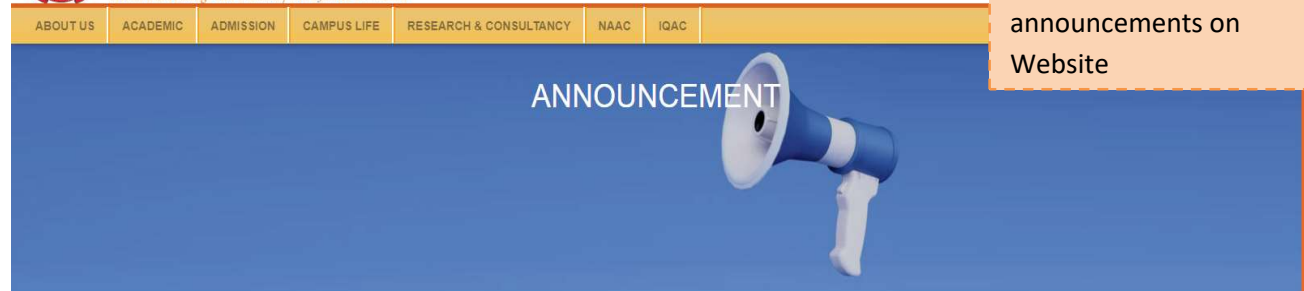 ABOUT US ACADEMIC ADMISSION CAMPUS LIFE RESEARCH & CONSULTANCY NAAC IQAC
announcements on
Website
ANNOUNCEMENT